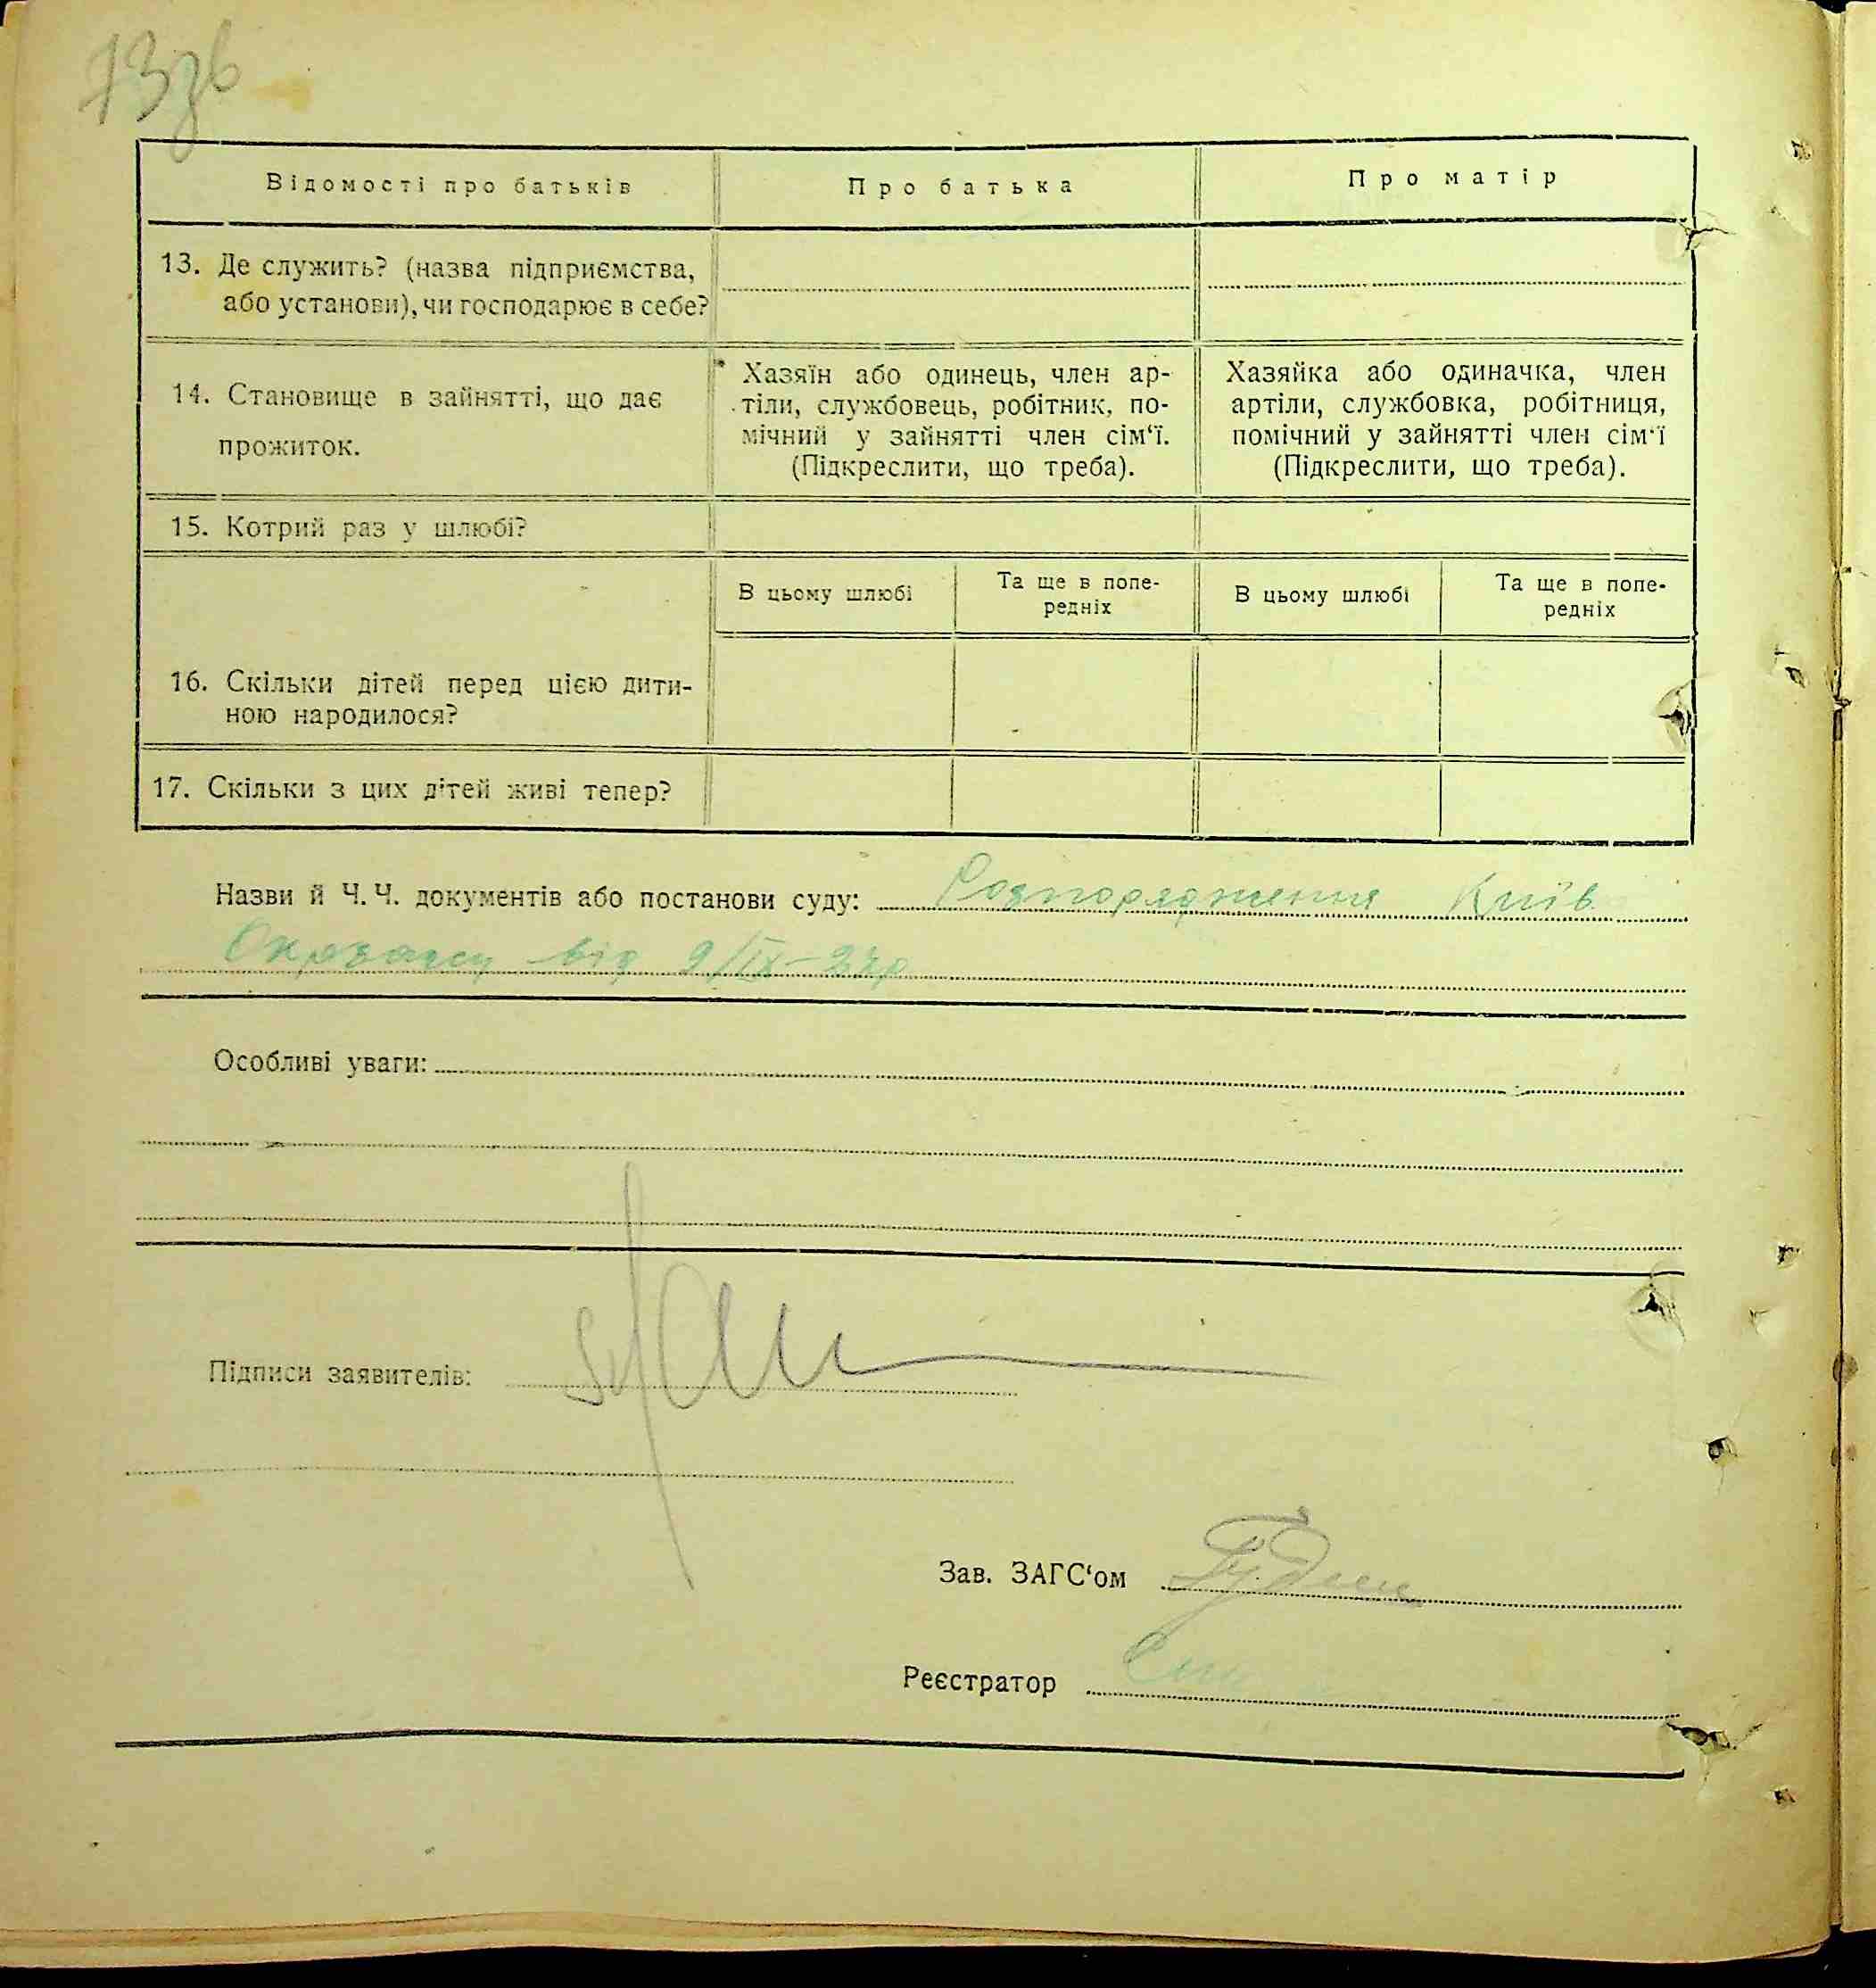 73зв
Відомості про батьків
Про батька
Про матір
13. Де служить? (назва підприємства,
або установи), чи господарює в себе?
14. Становище в зайнятті, що дає
прожиток.
Хазяїн або одинець, член ар-
тіли, службовець, робітник, по-
мічний у зайнятті член сім‘ї.
(Підкреслити, що треба).
Хазяйка або одиначка, член
артіли, службовка, робітниця,
помічний у зайнятті член сім‘ї
(Підкреслити, що треба).
15. Котрий раз у шлюбі?
В цьому шлюбі
Та ще в попе-
редніх
В цьому шлюбі
Та ще в попе-
редніх
16. Скільки дітей перед цією дити-
ною народилося?
17. Скільки з цих дітей живі тепер?
Назви й Ч. Ч. документів або постанови суду: Розпорядження Київ.
Окрзагсу від 9/ІХ-27р
Особливі уваги:
Підписи заявителів:
Зав. ЗАГС‘ом
Реєстратор